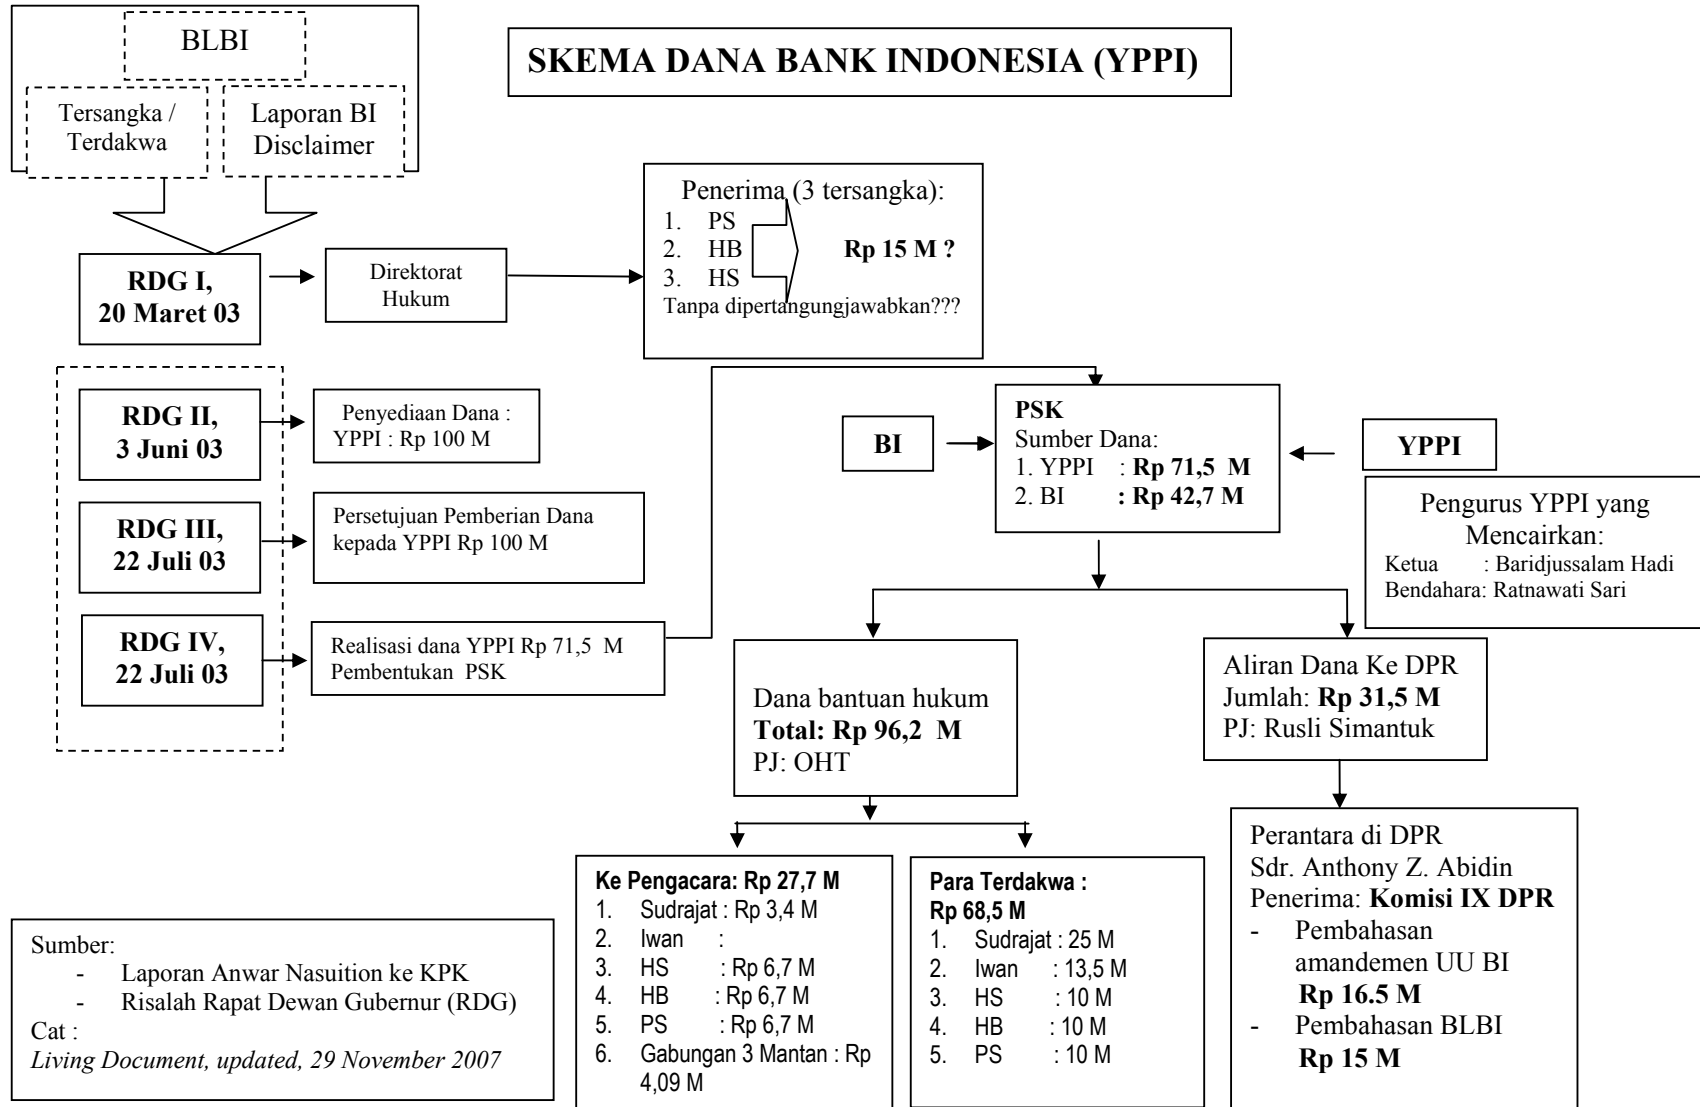 BLBI
Tersangka /
Terdakwa
Laporan BI
Disclaimer
SKEMA DANA BANK INDONESIA (YPPI)
RDG I,
20 Maret 03
Direktorat
Hukum
Penerima (3 tersangka):
1. PS
2. HB
3. HS
Rp 15 M ?
Tanpa dipertangungjawabkan???
RDG II,
3 Juni 03
Penyediaan Dana :
YPPI : Rp 100 M
RDG III,
22 Juli 03
Persetujuan Pemberian Dana
kepada YPPI Rp 100 M
RDG IV,
22 Juli 03
Realisasi dana YPPI Rp 71,5 M
Pembentukan PSK
BI
PSK
Sumber Dana:
1. YPPI : Rp 71,5 M
2. BI : Rp 42,7 M
YPPI
Pengurus YPPI yang
Mencairkan:
Ketua : Baridjussalam Hadi
Bendahara: Ratnawati Sari
Dana bantuan hukum
Total: Rp 96,2 M
PJ: OHT
Aliran Dana Ke DPR
Jumlah: Rp 31,5 M
PJ: Rusli Simantuk
Ke Pengacara: Rp 27,7 M
1. Sudrajat : Rp 3,4 M
2. Iwan :
3. HS : Rp 6,7 M
4. HB : Rp 6,7 M
5. PS : Rp 6,7 M
6. Gabungan 3 Mantan : Rp
4,09 M
Para Terdakwa :
Rp 68,5 M
1. Sudrajat : 25 M
2. Iwan : 13,5 M
3. HS : 10 M
4. HB : 10 M
5. PS : 10 M
Perantara di DPR
Sdr. Anthony Z. Abidin
Penerima: Komisi IX DPR
- Pembahasan
amandemen UU BI
Rp 16.5 M
- Pembahasan BLBI
Rp 15 M
Sumber:
- Laporan Anwar Nasuition ke KPK
- Risalah Rapat Dewan Gubernur (RDG)
Cat :
Living Document, updated, 29 November 2007